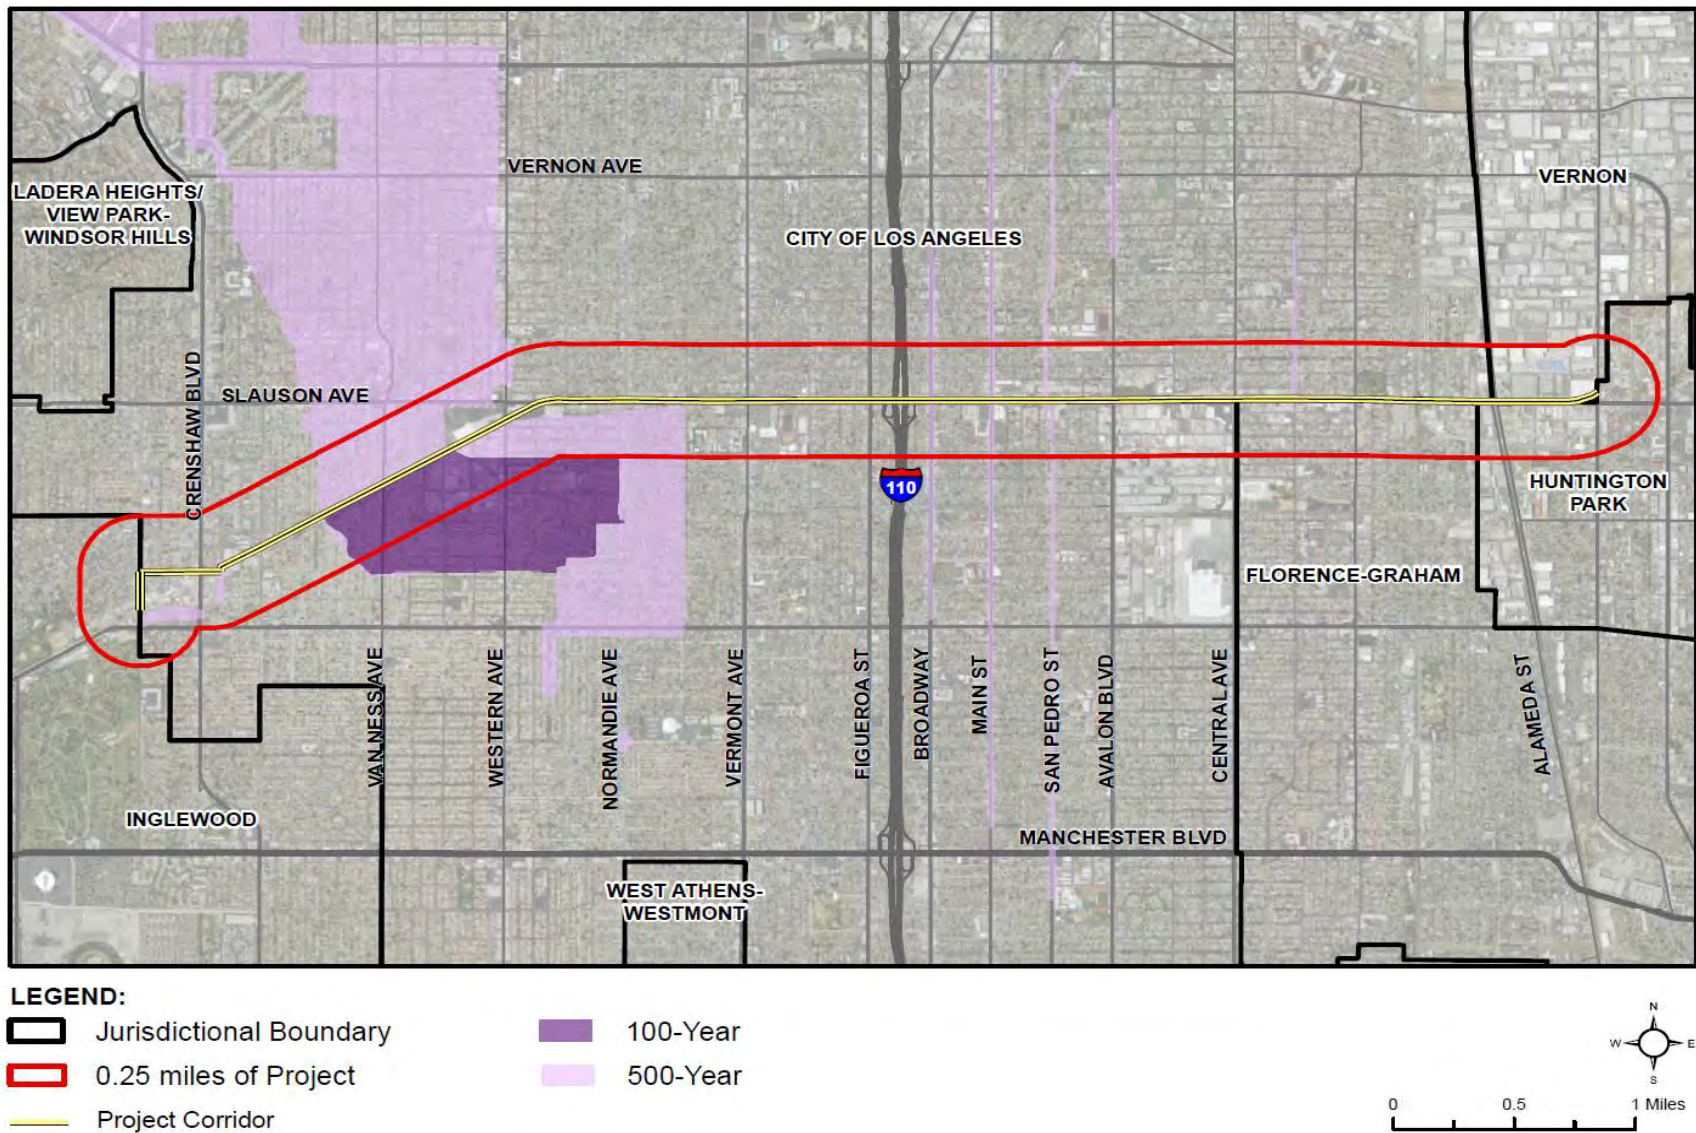 VERNON AVE
VERNON
LADERA HEIGHTS/
VIEW PARK-
WINDSOR HILLS
CITY OF LOS ANGELES
CRENSHAW BLVD
SLAUSON AVE
110
HUNTINGTON
PARK
FLORENCE-GRAHAM
VAN NESS AVE
WESTERN AVE
NORMANDIE AVE
VERMONT AVE
FIGUEROA ST
BROADWAY
MAIN ST
SAN PEDRO ST
AVALON BLVD
CENTRAL AVE
ALAMEDA ST
INGLEWOOD
MANCHESTER BLVD
WEST ATHENS-
WESTMONT
LEGEND:
Jurisdictional Boundary
0.25 miles of Project
Project Corridor
100-Year
500-Year
N
W E
S
0 0.5 1 Miles